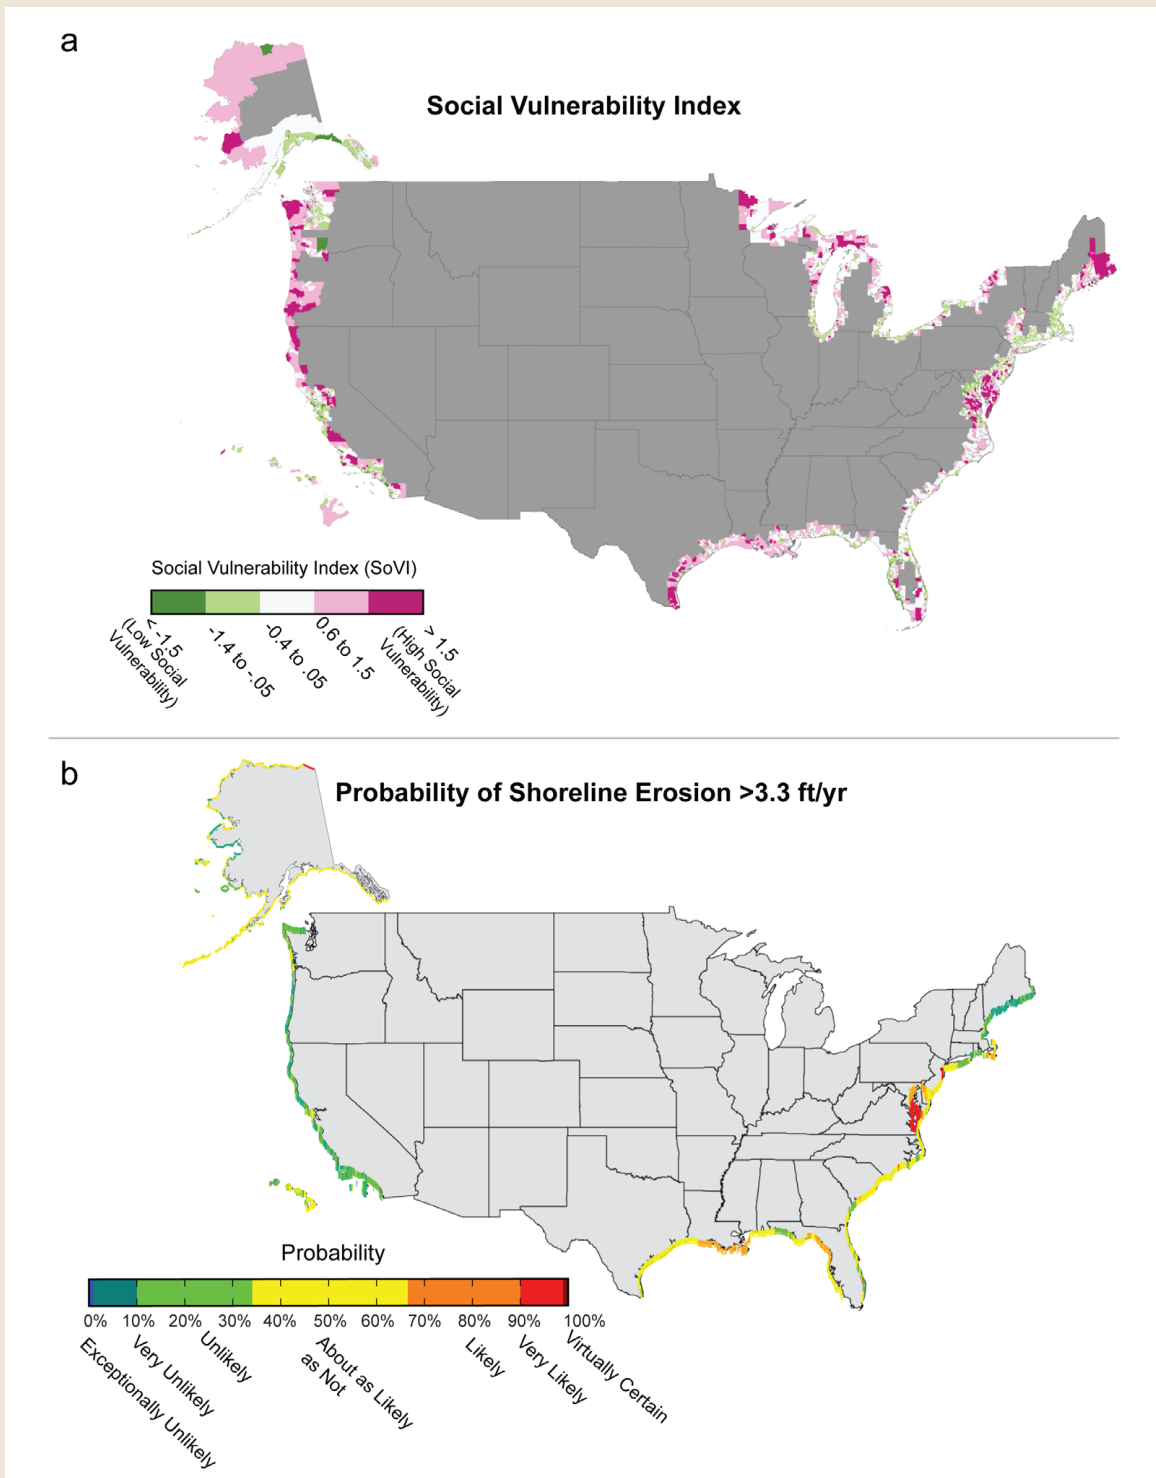 a
Social Vulnerability Index
Social Vulnerability Index (SoVI)
< -1.5
(Low Social
Vulnerability)
-1.4 to -.05
-0.4 to .05
0.6 to 1.5
> 1.5
(High Social
Vulnerability)
b
Probability of Shoreline Erosion >3.3 ft/yr
Probability
0% 10% 20% 30% 40% 50% 60% 70% 80% 90% 100%
Exceptionally Unlikely
Very Unlikely
Unlikely
About as Likely
as Not
Likely
Very Likely
Virtually Certain